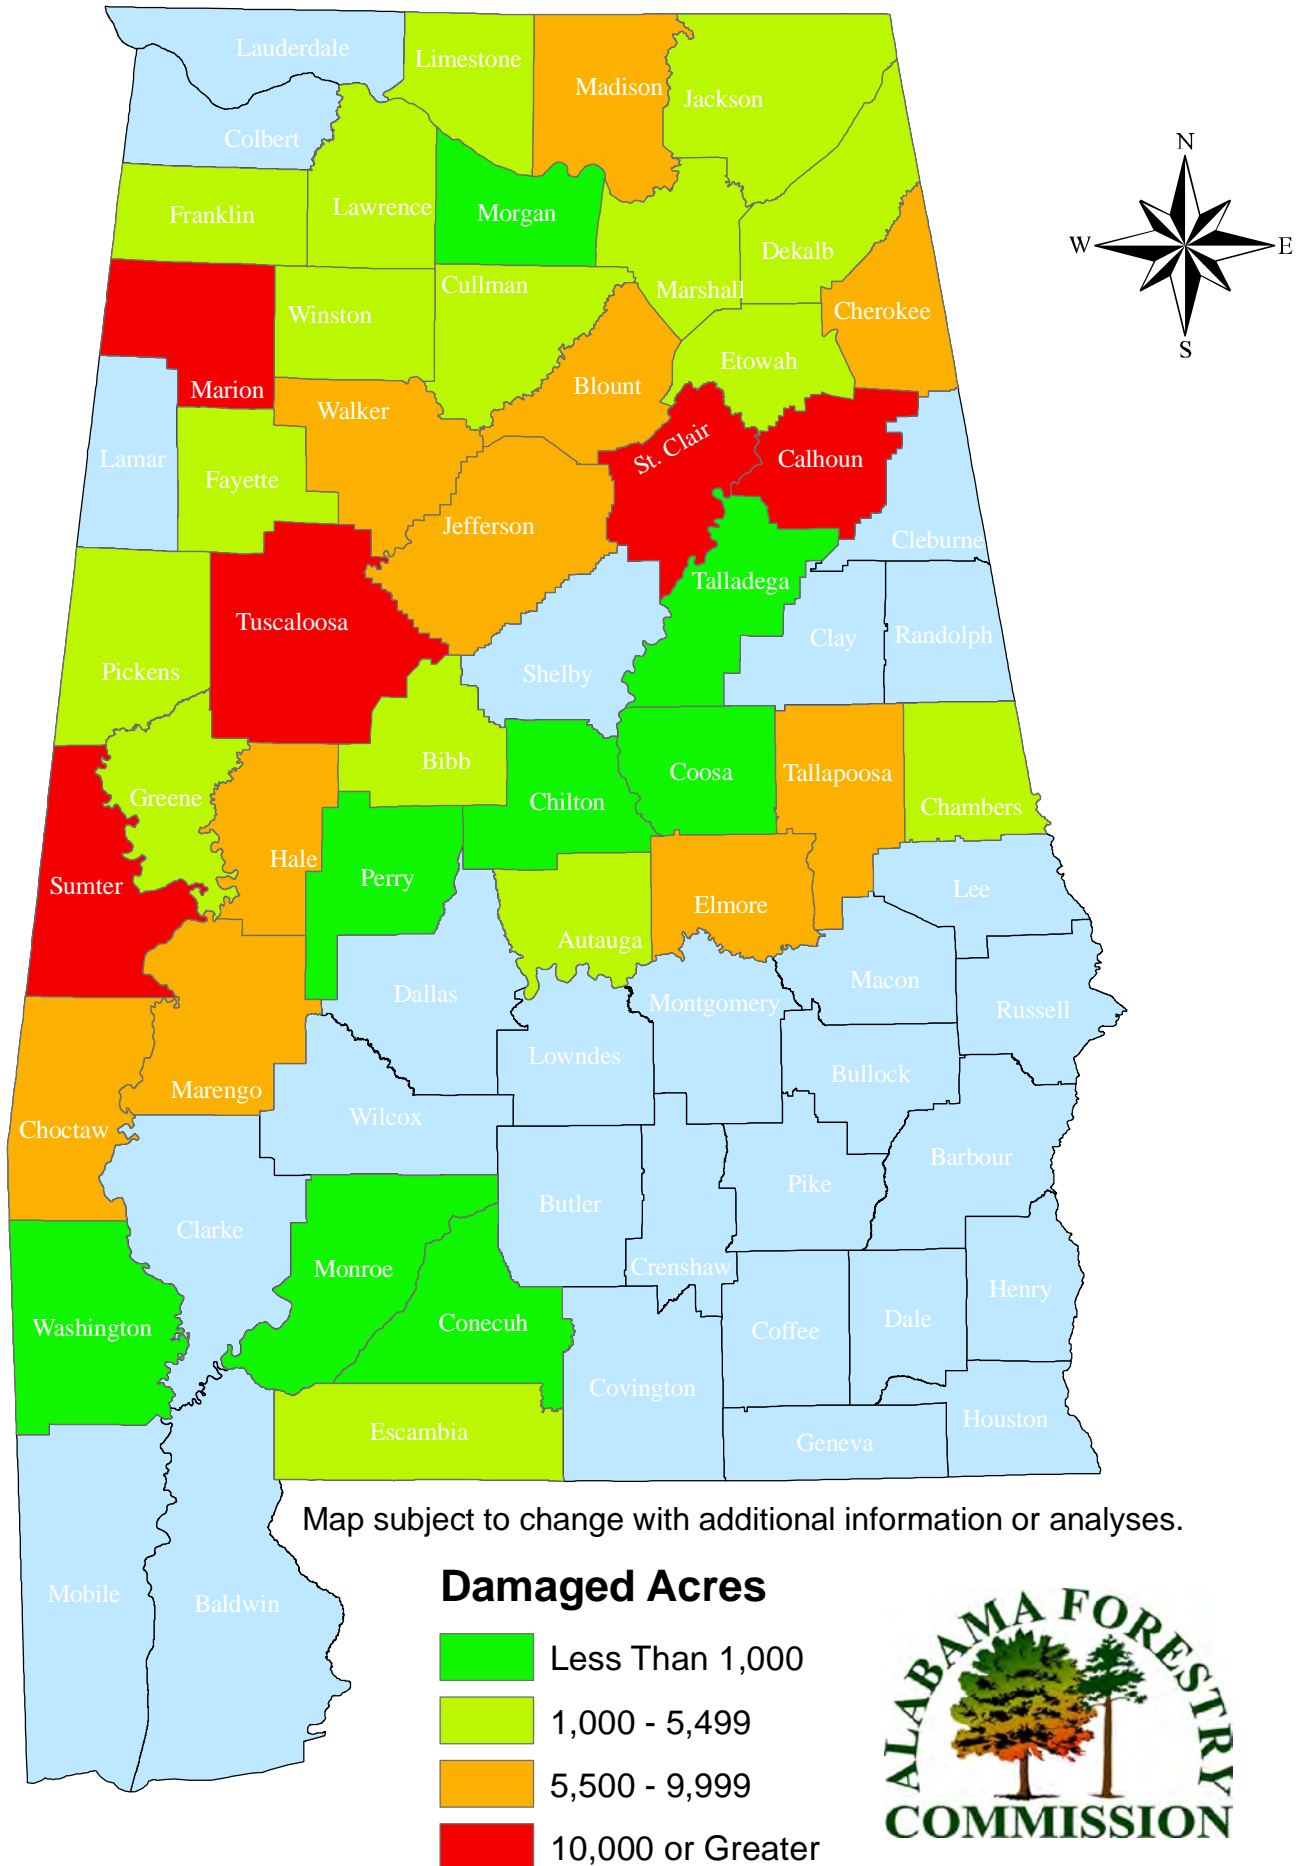 Lauderdale
Limestone
Madison
Jackson
Colbert
N
Franklin
Lawrence
Morgan
W
E
Dekalb
Cullman
Marshall
Winston
Cherokee
S
Etowah
Blount
Marion
Walker
St. Clair
Lamar
Calhoun
Fayette
Jefferson
Cleburne
Talladega
Tuscaloosa
Clay
Randolph
Pickens
Shelby
Bibb
Coosa
Tallapoosa
Greene
Chilton
Chambers
Hale
Perry
Sumter
Lee
Elmore
Autauga
Dallas
Macon
Montgomery
Russell
Lowndes
Bullock
Marengo
Wilcox
Choctaw
Barbour
Pike
Butler
Clarke
Monroe
Crenshaw
Henry
Washington
Conecuh
Coffee
Dale
Covington
Escambia
Houston
Geneva
Map subject to change with additional information or analyses.
Mobile
Baldwin
Damaged Acres
Less Than 1,000
1,000 - 5,499
5,500 - 9,999
10,000 or Greater
ALABAMA FORESTRY
COMMISSION